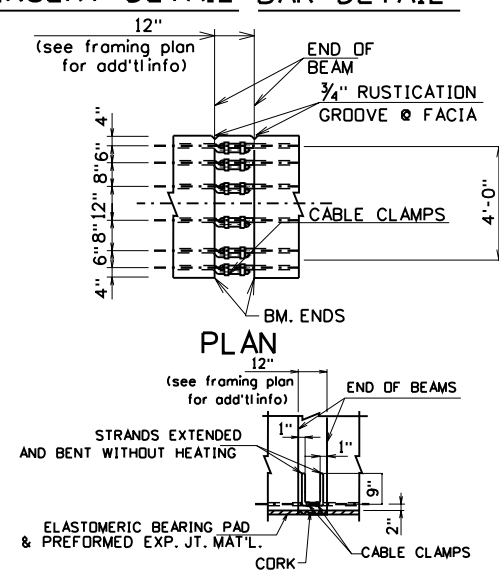 DETAIL BAR DETAIL
12"
(see framing plan
for add'tl info)
END OF
BEAM
3/4" RUSTICATION
GROOVE @ FACIA
4"
6"
8"
12"
8"
6"
4"
4'-0"
CABLE CLAMPS
BM. ENDS
PLAN
12"
(see framing plan
for add'tl info)
END OF BEAMS
1"
1"
STRANDS EXTENDED
AND BENT WITHOUT HEATING
9"
2"
ELASTOMERIC BEARING PAD
& PREFORMED EXP. JT. MAT'L.
CABLE CLAMPS
CORK